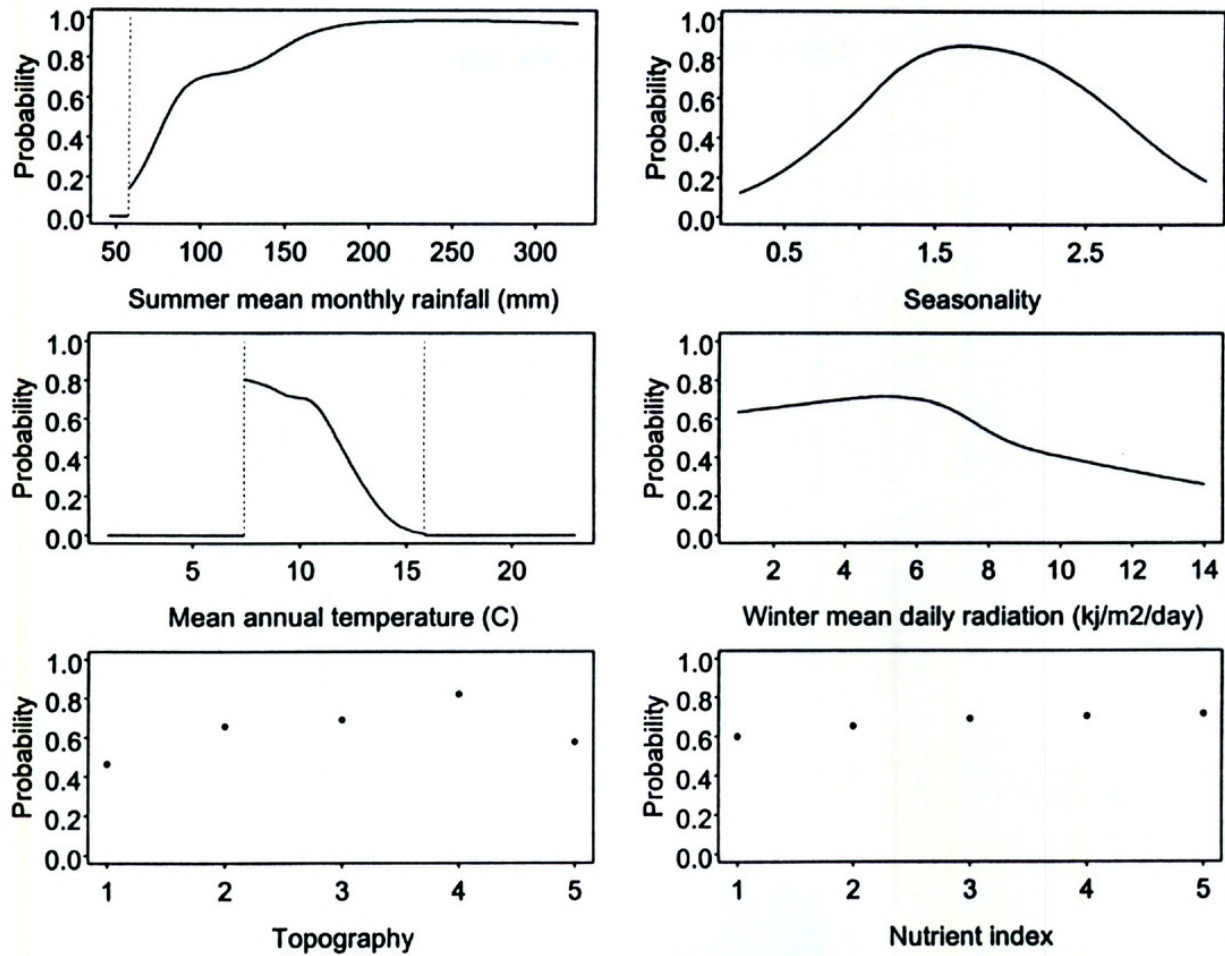 Probability
1.0
0.8
0.6
0.4
0.2
0.0
50 100 150 200 250 300
Summer mean monthly rainfall (mm)
Probability
1.0
0.8
0.6
0.4
0.2
0.0
0.5 1.5 2.5
Seasonality
Probability
1.0
0.8
0.6
0.4
0.2
0.0
5 10 15 20
Mean annual temperature (C)
Probability
1.0
0.8
0.6
0.4
0.2
0.0
2 4 6 8 10 12 14
Winter mean daily radiation (kj/m2/day)
Probability
1.0
0.8
0.6
0.4
0.2
0.0
1 2 3 4 5
Topography
Probability
1.0
0.8
0.6
0.4
0.2
0.0
1 2 3 4 5
Nutrient index